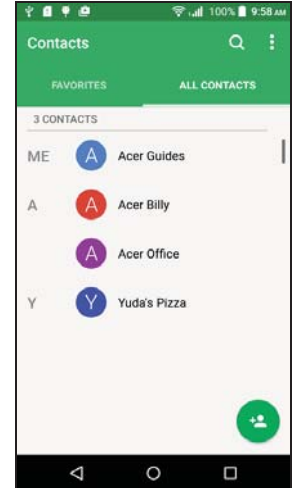 100% 9:58 AM
Contacts
FAVORITES ALL CONTACTS
3 CONTACTS
ME A Acer Guides
A A Acer Billy
A Acer Office
Y Y Yuda's Pizza